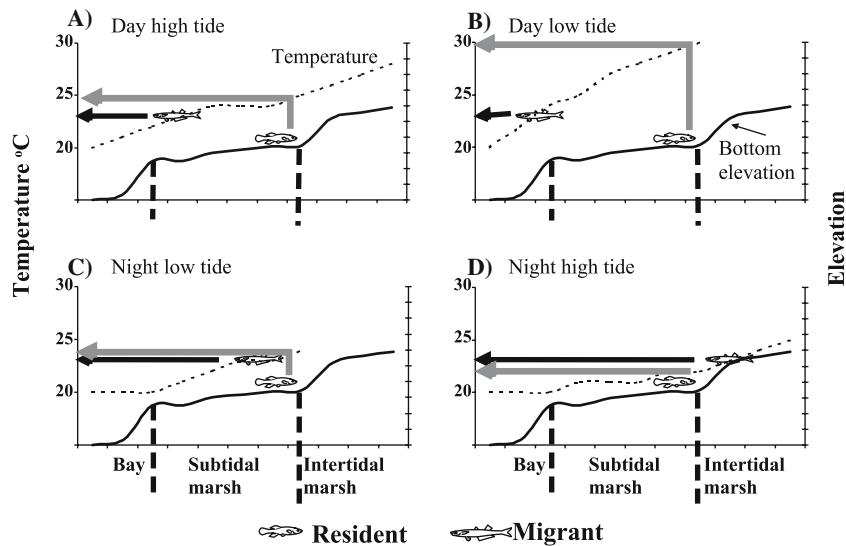 A) Day high tide
Temperature
30
25
20
B) Day low tide
30
25
20
Bottom
elevation
Temperature °C
Elevation
C) Night low tide
30
25
20
Bay
Subtidal
marsh
Intertidal
marsh
D) Night high tide
30
25
20
Bay
Subtidal
marsh
Intertidal
marsh
Resident
Migrant